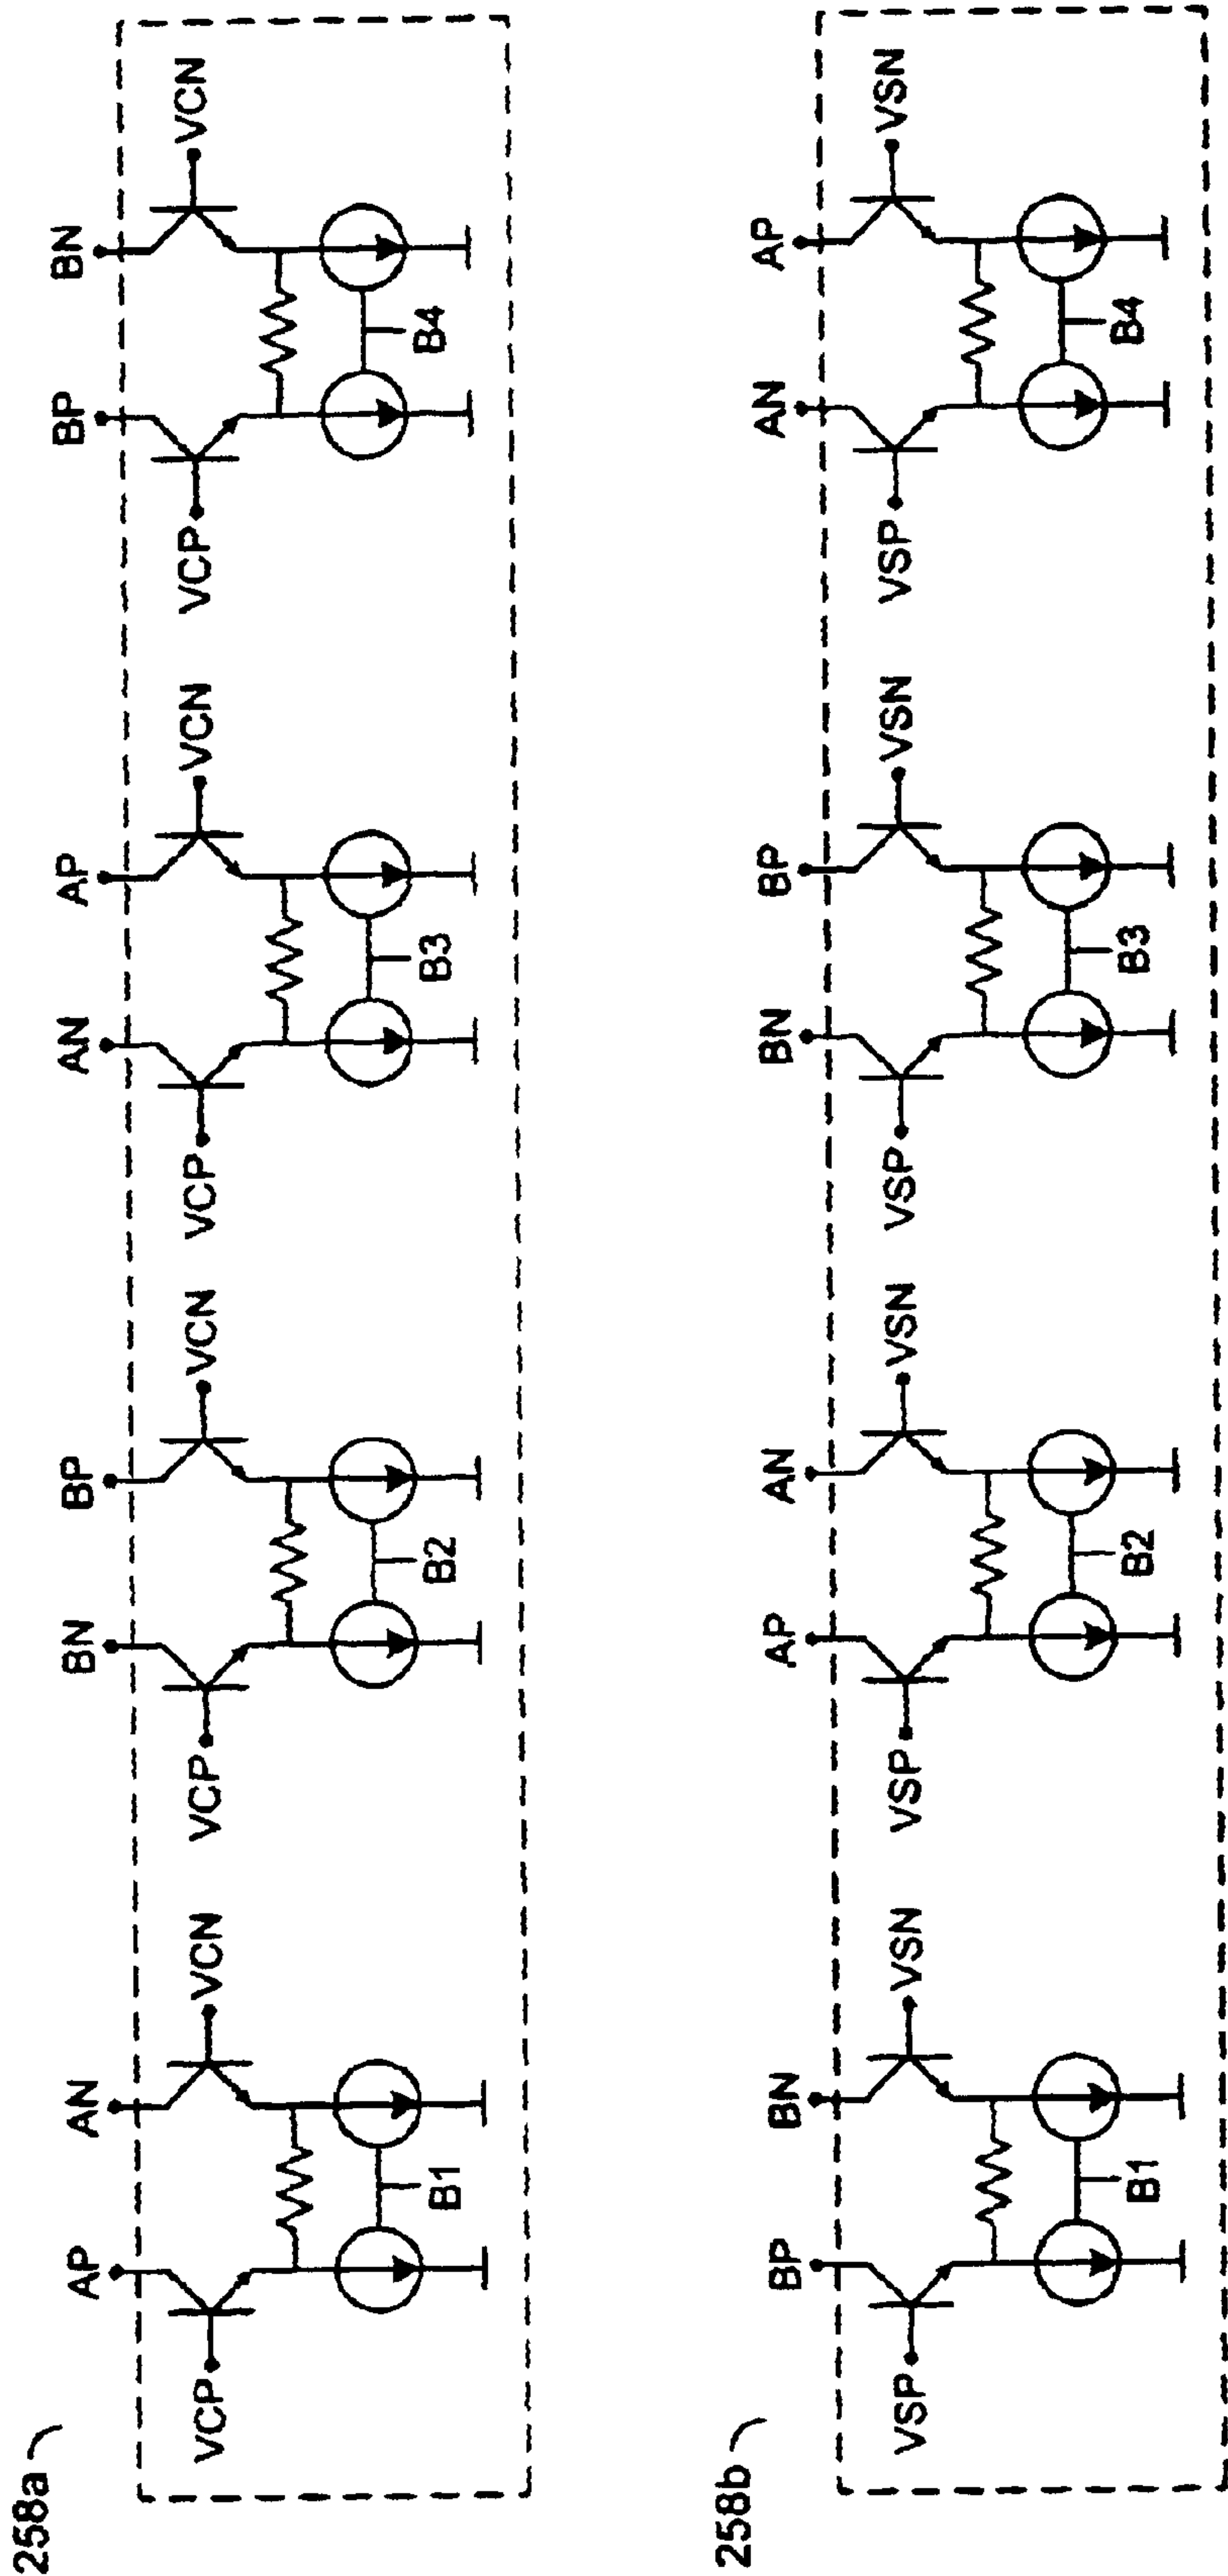 258a
AP AN BN BP AN AP BP BN
VCP VCN VCP VCN VCP VCN VCP VCN
B1 B2 B3 B4
258b
BP BN AP AN BN BP AN AP
VSP VSN VSP VSN VSP VSN VSP VSN
B1 B2 B3 B4